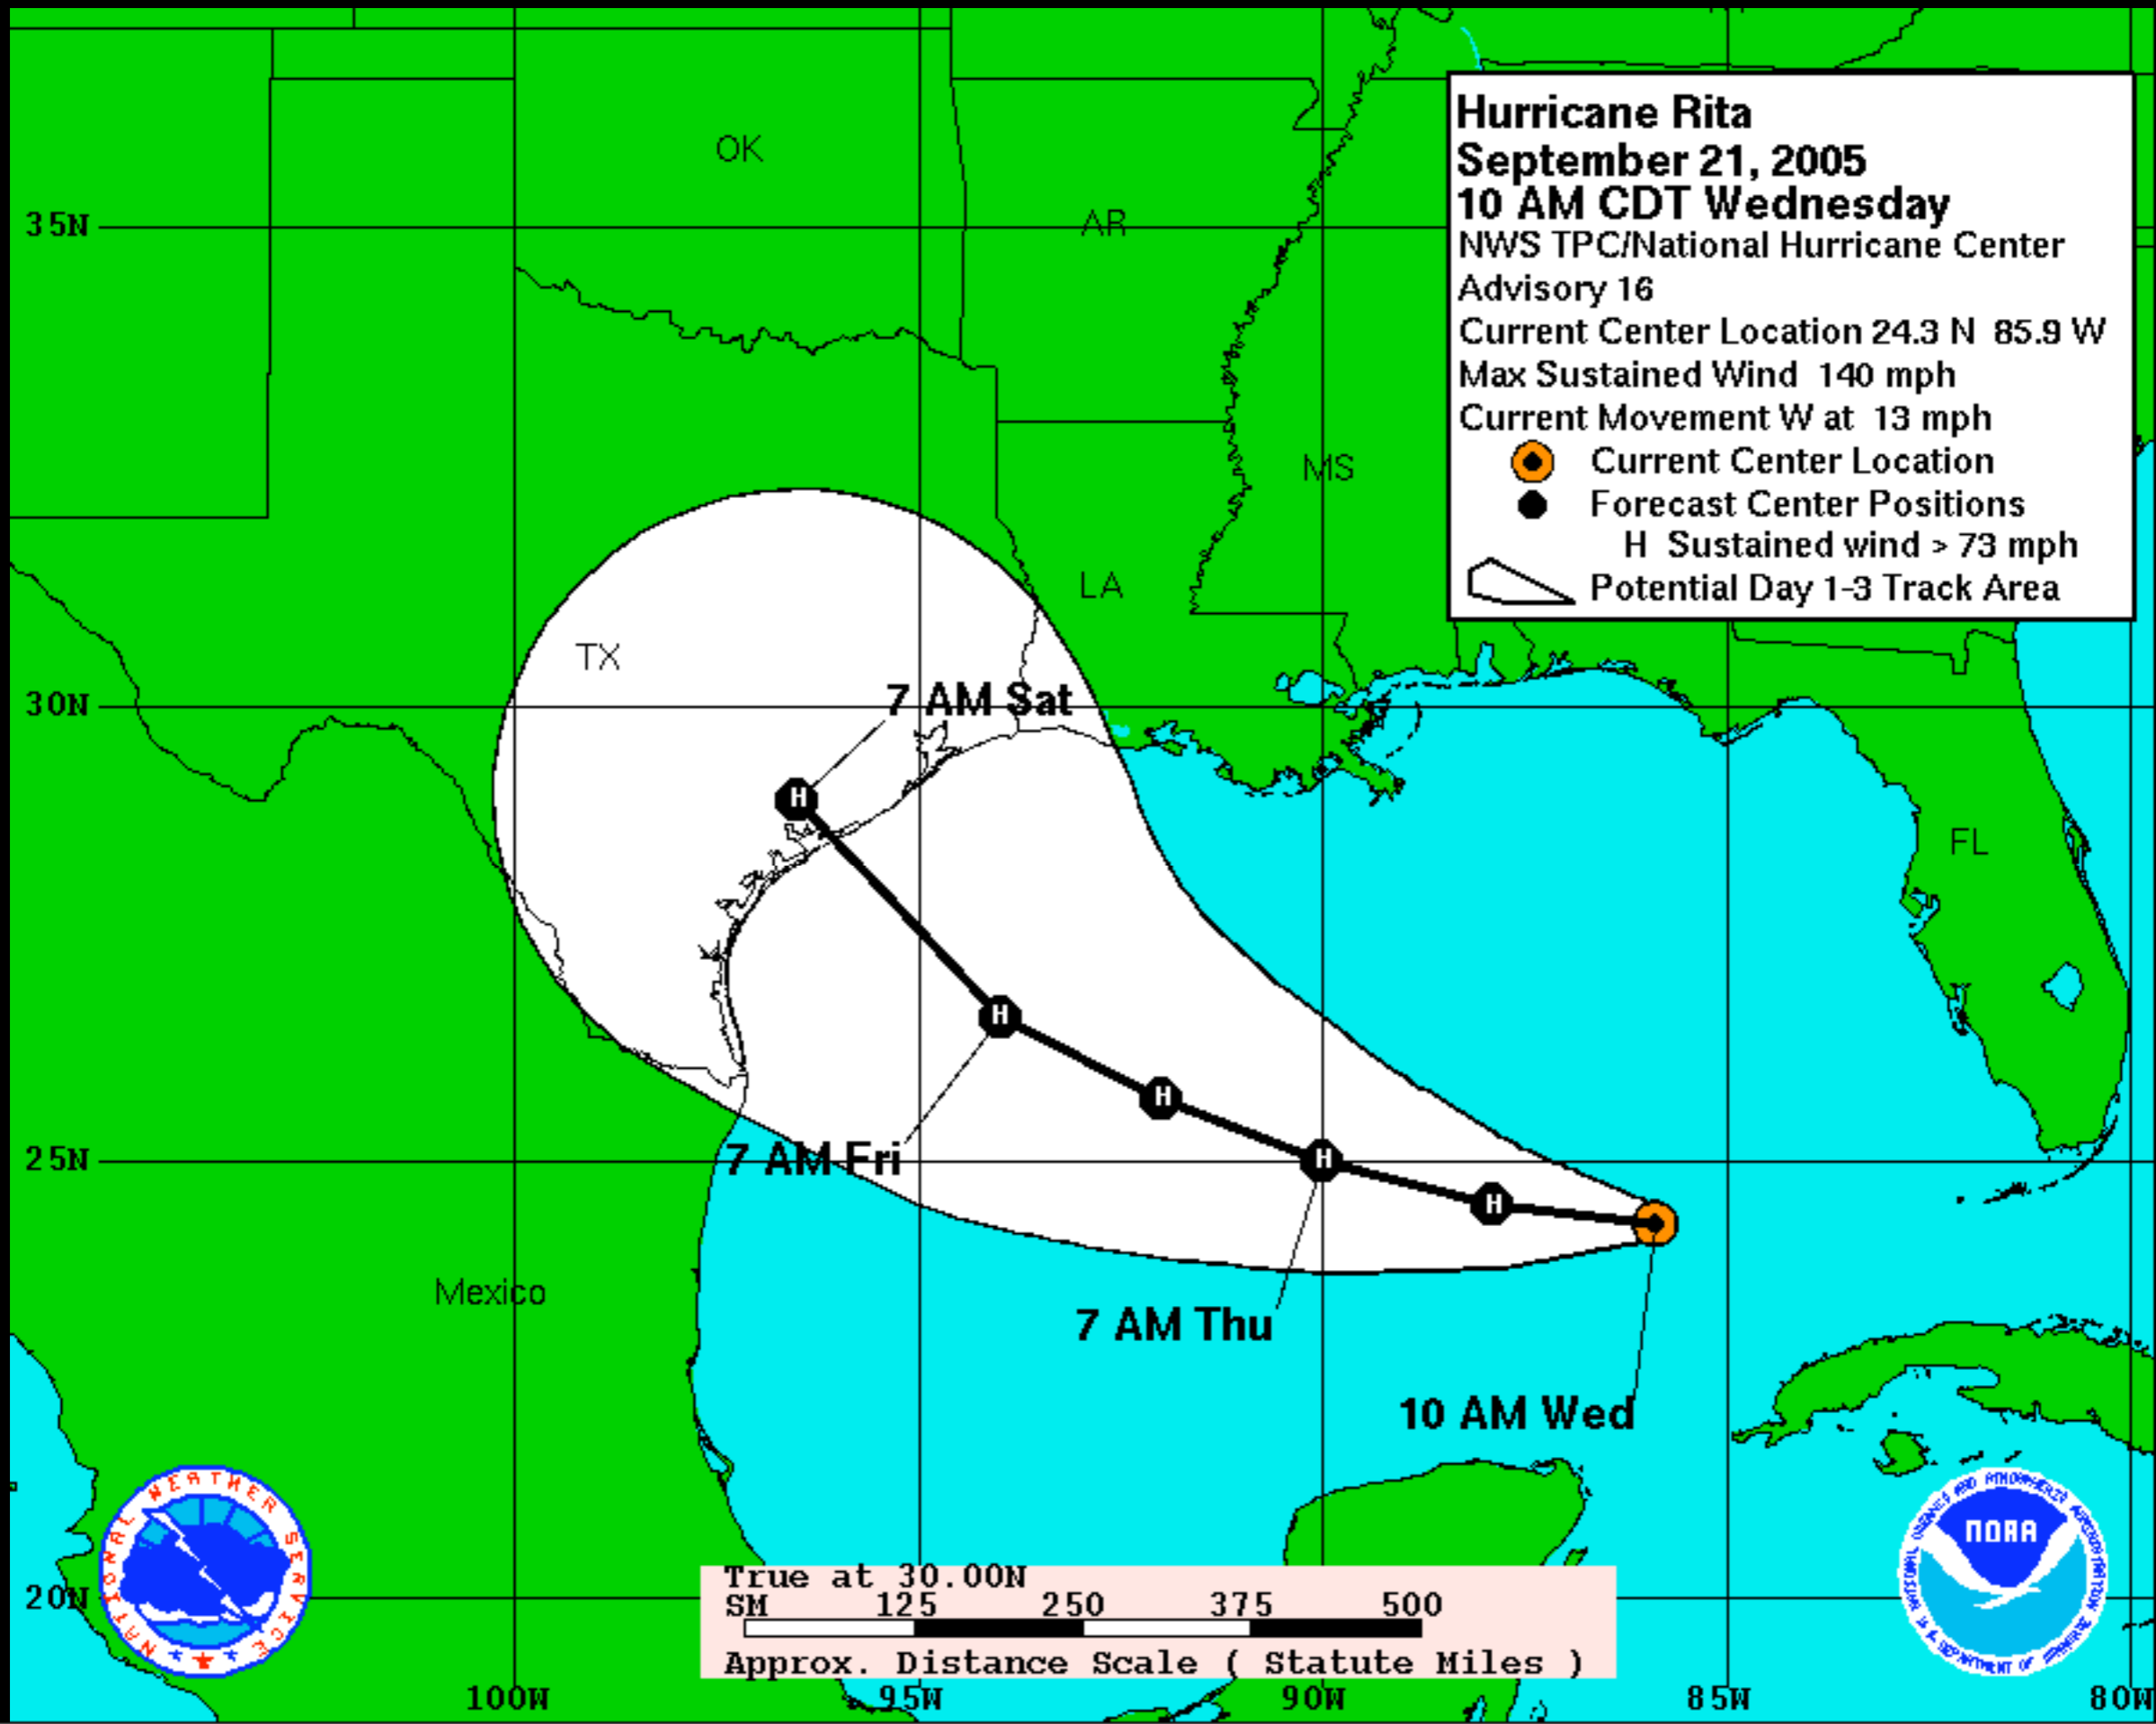 Hurricane Rita
September 21, 2005
10 AM CDT Wednesday
NWS TPC/National Hurricane Center
Advisory 16
Current Center Location 24.3 N 85.9 W
Max Sustained Wind 140 mph
Current Movement W at 13 mph
Current Center Location
Forecast Center Positions
H Sustained wind > 73 mph
Potential Day 1-3 Track Area
OK
AR
35N
MS
LA
TX
30N
7 AM Sat
H
FL
H
H
25N
7 AM Fri
H
H
Mexico
7 AM Thu
10 AM Wed
NATIONAL WEATHER SERVICE
NOAA
20N
True at 30.00N
SM 125 250 375 500
Approx. Distance Scale ( Statute Miles )
100W 95W 90W 85W 80W